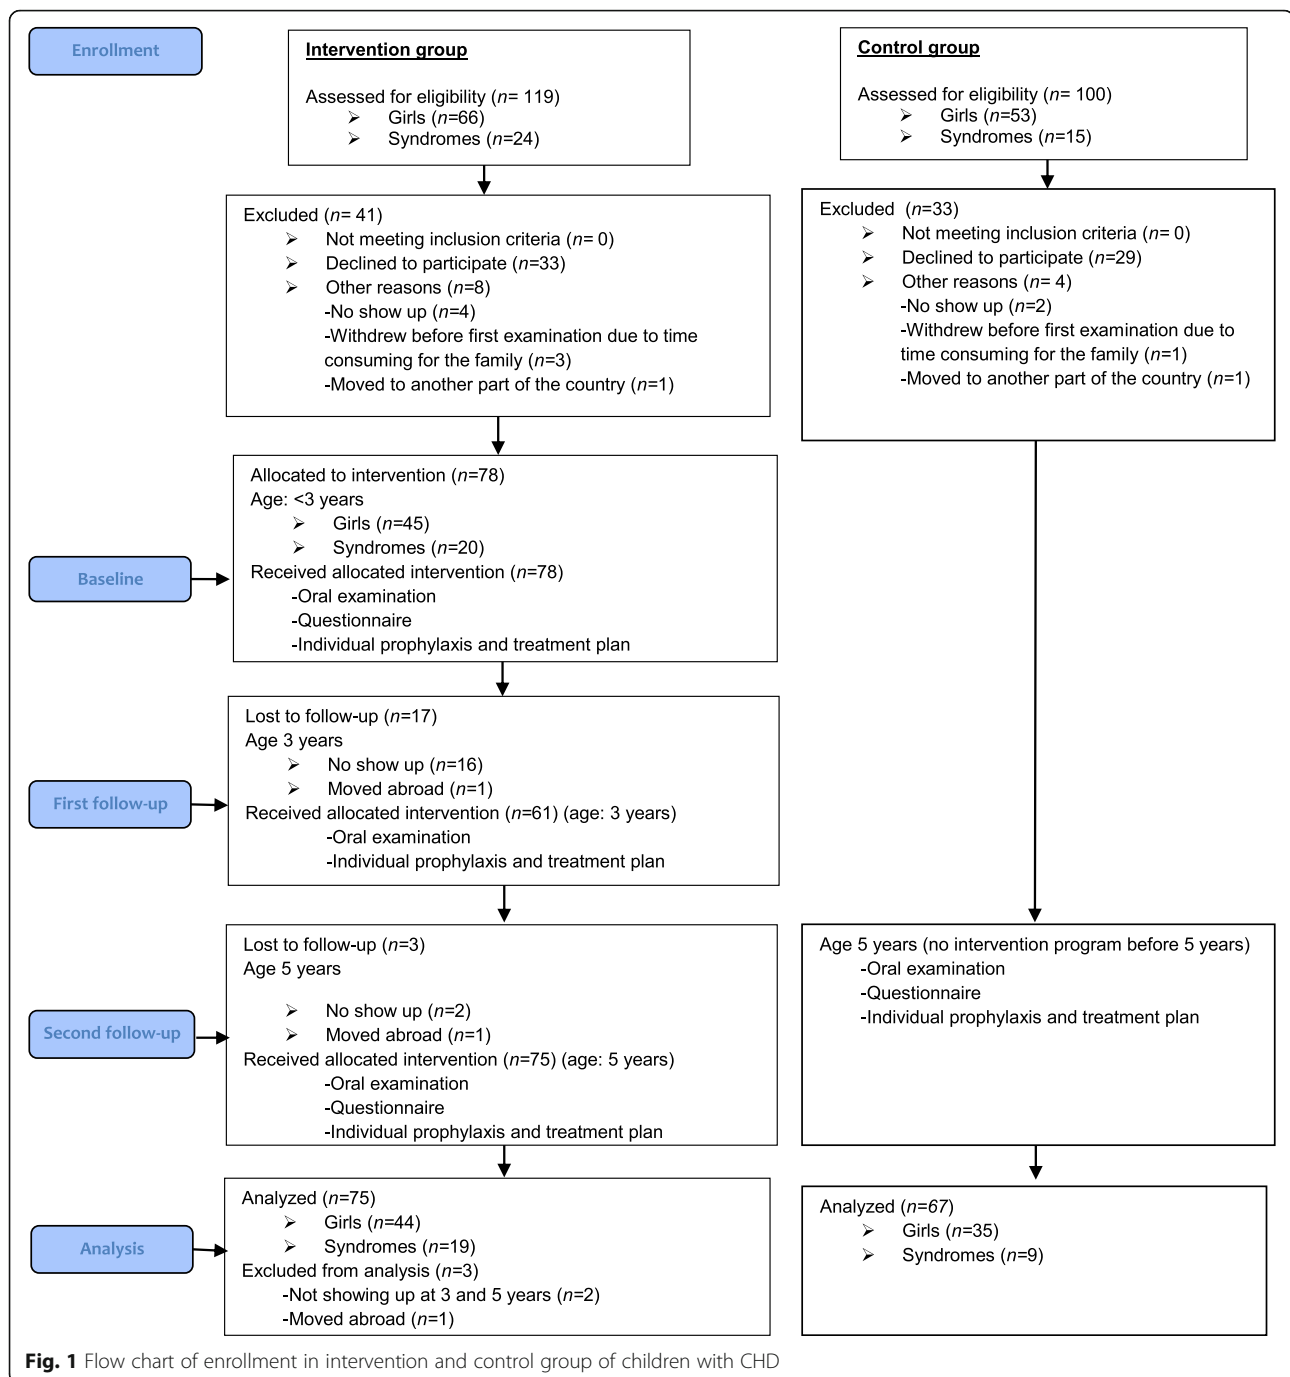 Enrollment
Intervention group
Assessed for eligibility (n= 119)
➢ Girls (n=66)
➢ Syndromes (n=24)
Control group
Assessed for eligibility (n= 100)
➢ Girls (n=53)
➢ Syndromes (n=15)
Excluded (n= 41)
➢ Not meeting inclusion criteria (n= 0)
➢ Declined to participate (n=33)
➢ Other reasons (n=8)
-No show up (n=4)
-Withdrew before first examination due to time
consuming for the family (n=3)
-Moved to another part of the country (n=1)
Excluded (n=33)
➢ Not meeting inclusion criteria (n= 0)
➢ Declined to participate (n=29)
➢ Other reasons (n= 4)
-No show up (n=2)
-Withdrew before first examination due to
time consuming for the family (n=1)
-Moved to another part of the country (n=1)
Baseline
Allocated to intervention (n=78)
Age: <3 years
➢ Girls (n=45)
➢ Syndromes (n=20)
Received allocated intervention (n=78)
-Oral examination
-Questionnaire
-Individual prophylaxis and treatment plan
First follow-up
Lost to follow-up (n=17)
Age 3 years
➢ No show up (n=16)
➢ Moved abroad (n=1)
Received allocated intervention (n=61) (age: 3 years)
-Oral examination
-Individual prophylaxis and treatment plan
Second follow-up
Lost to follow-up (n=3)
Age 5 years
➢ No show up (n=2)
➢ Moved abroad (n=1)
Received allocated intervention (n=75) (age: 5 years)
-Oral examination
-Questionnaire
-Individual prophylaxis and treatment plan
Age 5 years (no intervention program before 5 years)
-Oral examination
-Questionnaire
-Individual prophylaxis and treatment plan
Analysis
Analyzed (n=75)
➢ Girls (n=44)
➢ Syndromes (n=19)
Excluded from analysis (n=3)
-Not showing up at 3 and 5 years (n=2)
-Moved abroad (n=1)
Analyzed (n=67)
➢ Girls (n=35)
➢ Syndromes (n=9)
Fig. 1 Flow chart of enrollment in intervention and control group of children with CHD